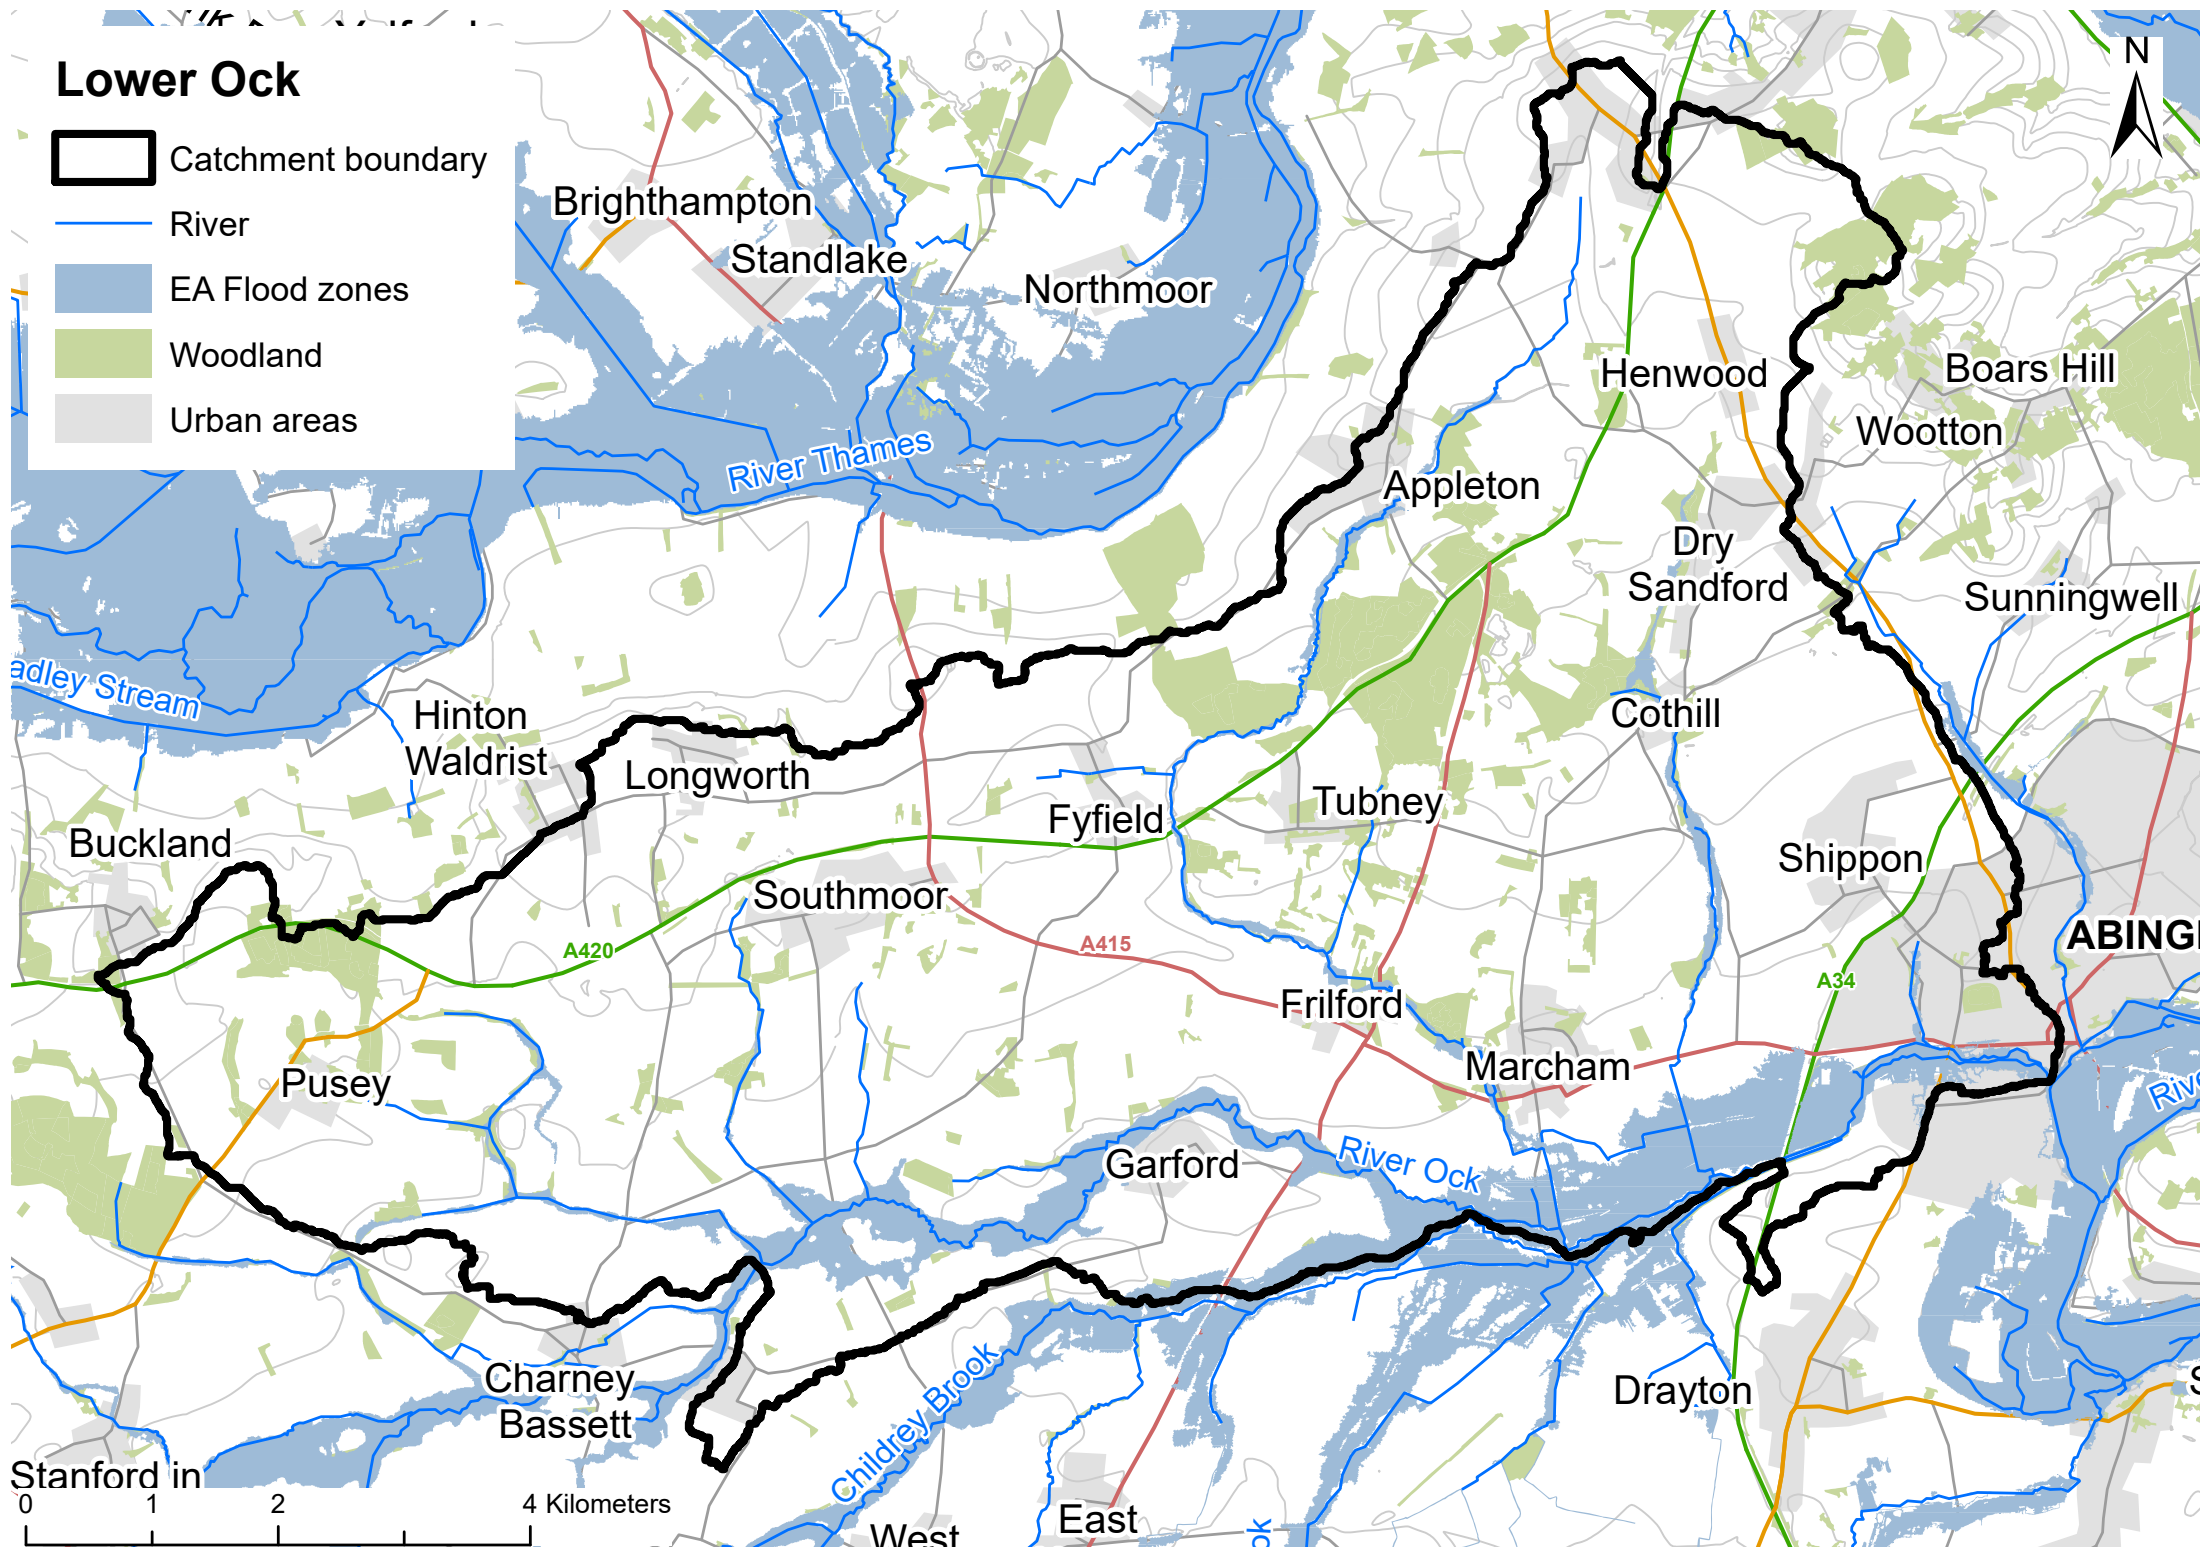 Lower Ock
Catchment boundary
River
EA Flood zones
Woodland
Urban areas
N
Brighthampton
Standlake
Northmoor
River Thames
Henwood
Boars Hill
Wootton
Appleton
Dry
Sandford
Sunningwell
adley Stream
Hinton
Waldrist
Longworth
Cothill
Buckland
Fyfield
Tubney
Shippon
Southmoor
A420
A415
A34
ABING
Frilford
Marcham
Pusey
Garford
River Ock
Rive
Charney
Bassett
Childrey Brook
Drayton
S
Stanford in
0 1 2 4 Kilometers
West
East
ok